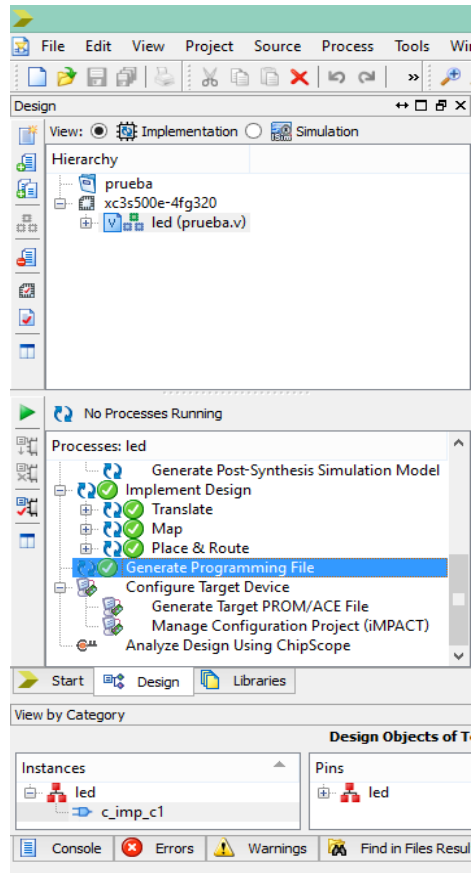 File Edit View Project Source Process Tools Wi
»
Design
View: Implementation Simulation
Hierarchy
prueba
xc3s500e-4fg320
V led (prueba.v)
No Processes Running
Processes: led
Generate Post-Synthesis Simulation Model
Implement Design
Translate
Map
Place & Route
Generate Programming File
Configure Target Device
Generate Target PROM/ACE File
Manage Configuration Project (iMPACT)
Analyze Design Using ChipScope
Start Design Libraries
View by Category
Design Objects of T
Instances Pins
led led
c_imp_c1
Console Errors Warnings Find in Files Resul